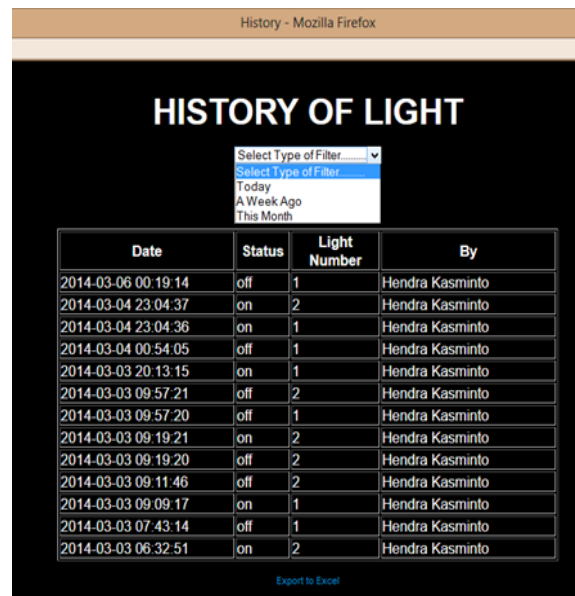 History - Mozilla Firefox
HISTORY OF LIGHT
Select Type of Filter.........
Select Type of Filter.........
Today
A Week Ago
This Month
Date Status Light Number By
2014-03-06 00:19:14 off 1 Hendra Kasminto
2014-03-04 23:04:37 on 2 Hendra Kasminto
2014-03-04 23:04:36 on 1 Hendra Kasminto
2014-03-04 00:54:05 off 1 Hendra Kasminto
2014-03-03 20:13:15 on 1 Hendra Kasminto
2014-03-03 09:57:21 off 2 Hendra Kasminto
2014-03-03 09:57:20 off 1 Hendra Kasminto
2014-03-03 09:19:21 on 2 Hendra Kasminto
2014-03-03 09:19:20 off 2 Hendra Kasminto
2014-03-03 09:11:46 off 2 Hendra Kasminto
2014-03-03 09:09:17 on 1 Hendra Kasminto
2014-03-03 07:43:14 off 1 Hendra Kasminto
2014-03-03 06:32:51 on 2 Hendra Kasminto
Export to Excel